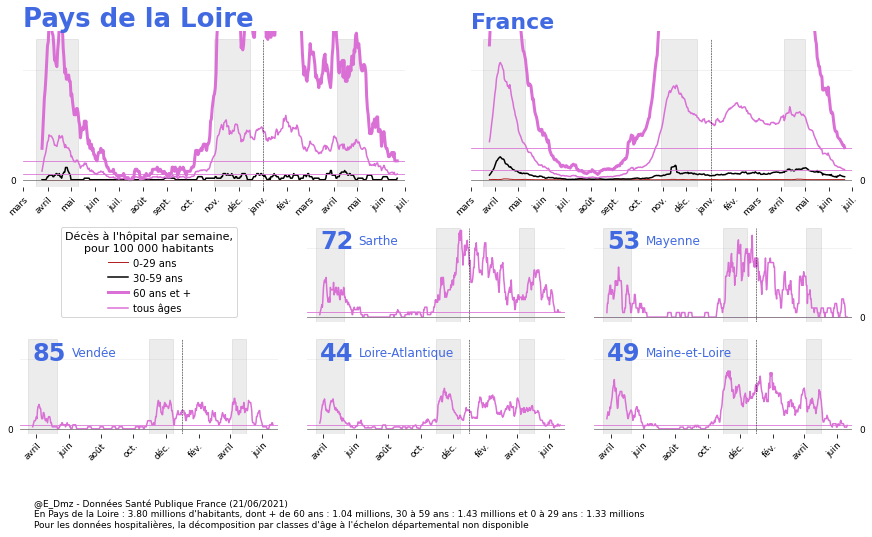 Pays de la Loire
France
0
0
mars avril mai juin juil. août sept. oct. nov. déc. janv. fév. mars avril mai juin juil.
mars avril mai juin juil. août sept. oct. nov. déc. janv. fév. mars avril mai juin juil.
Décès à l'hôpital par semaine,
pour 100 000 habitants
0-29 ans
30-59 ans
60 ans et +
tous âges
72 Sarthe
53 Mayenne
0
85 Vendée
44 Loire-Atlantique
49 Maine-et-Loire
0
0
avril juin août oct. déc. fév. avril juin
avril juin août oct. déc. fév. avril juin
avril juin août oct. déc. fév. avril juin
@E_Dmz - Données Santé Publique France (21/06/2021)
En Pays de la Loire : 3.80 millions d'habitants, dont + de 60 ans : 1.04 millions, 30 à 59 ans : 1.43 millions et 0 à 29 ans : 1.33 millions
Pour les données hospitalières, la décomposition par classes d'âge à l'échelon départemental non disponible